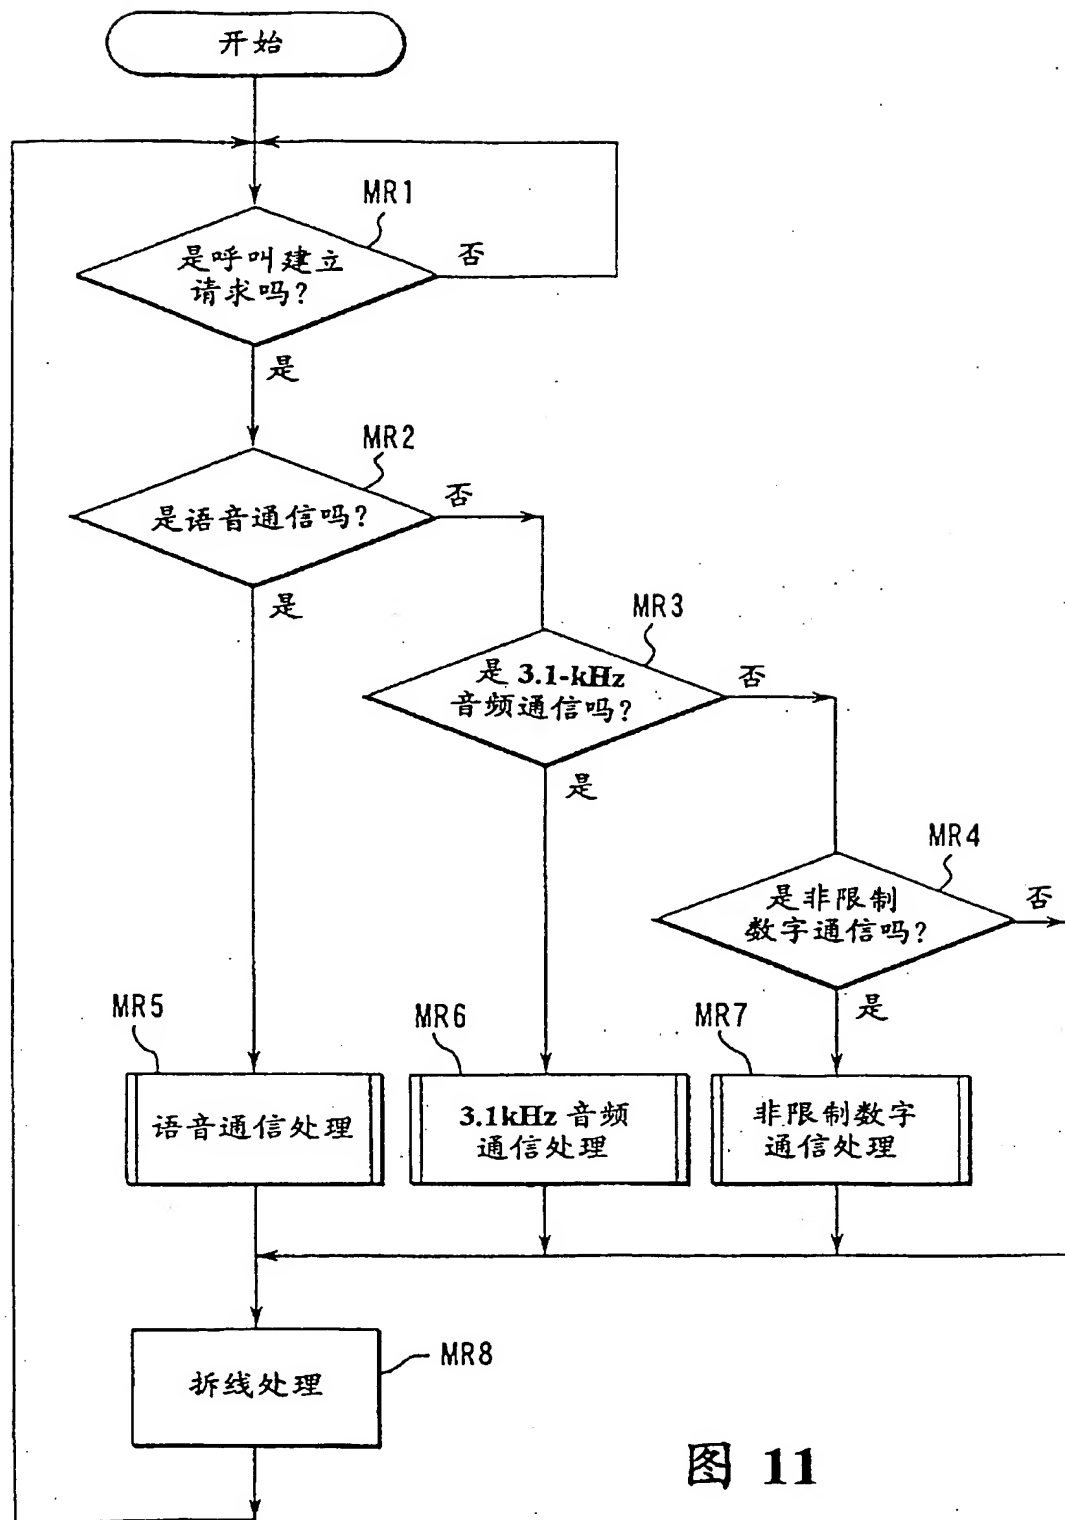 开始
MR1
是呼叫建立
请求吗?
否
是
MR2
是语音通信吗?
否
是
MR3
是 3.1-kHz
音频通信吗?
否
是
MR4
是非限制
数字通信吗?
否
是
MR5
语音通信处理
MR6
3.1kHz 音频
通信处理
MR7
非限制数字
通信处理
MR8
拆线处理
图 11